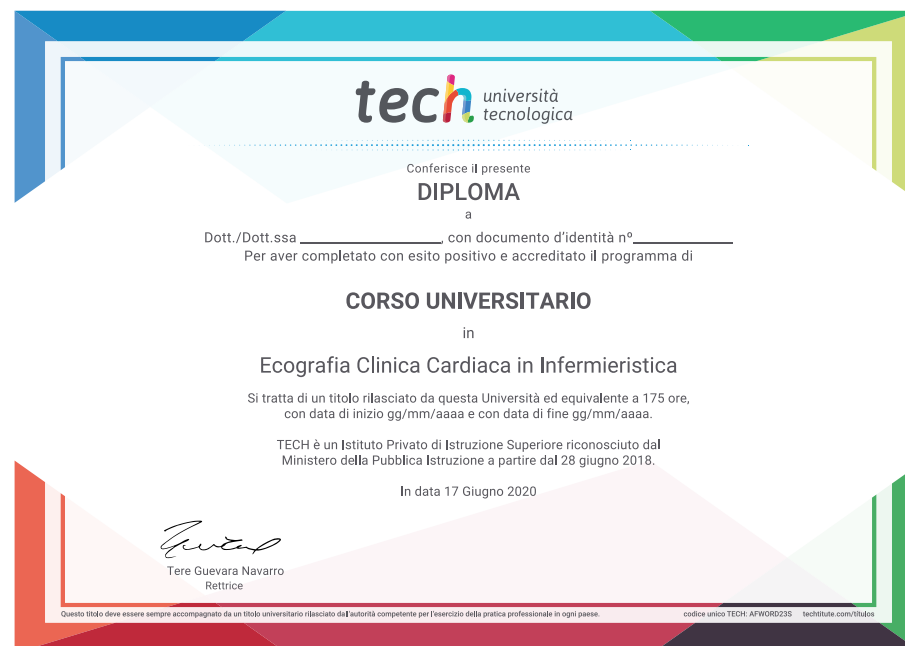 tech università
tecnologica
Conferisce il presente
DIPLOMA
a
Dott./Dott.ssa ____________________, con documento d'identità nº______________
Per aver completato con esito positivo e accreditato il programma di
CORSO UNIVERSITARIO
in
Ecografia Clinica Cardiaca in Infermieristica
Si tratta di un titolo rilasciato da questa Università ed equivalente a 175 ore,
con data di inizio gg/mm/aaaa e con data di fine gg/mm/aaaa.
TECH è un Istituto Privato di Istruzione Superiore riconosciuto dal
Ministero della Pubblica Istruzione a partire dal 28 giugno 2018.
In data 17 Giugno 2020
Tere Guevara Navarro
Rettrice
Questo titolo deve essere sempre accompagnato da un titolo universitario rilasciato dall'autorità competente per l'esercizio della pratica professionale in ogni paese. codice unico TECH: AFWORD23S techtitute.com/titulos